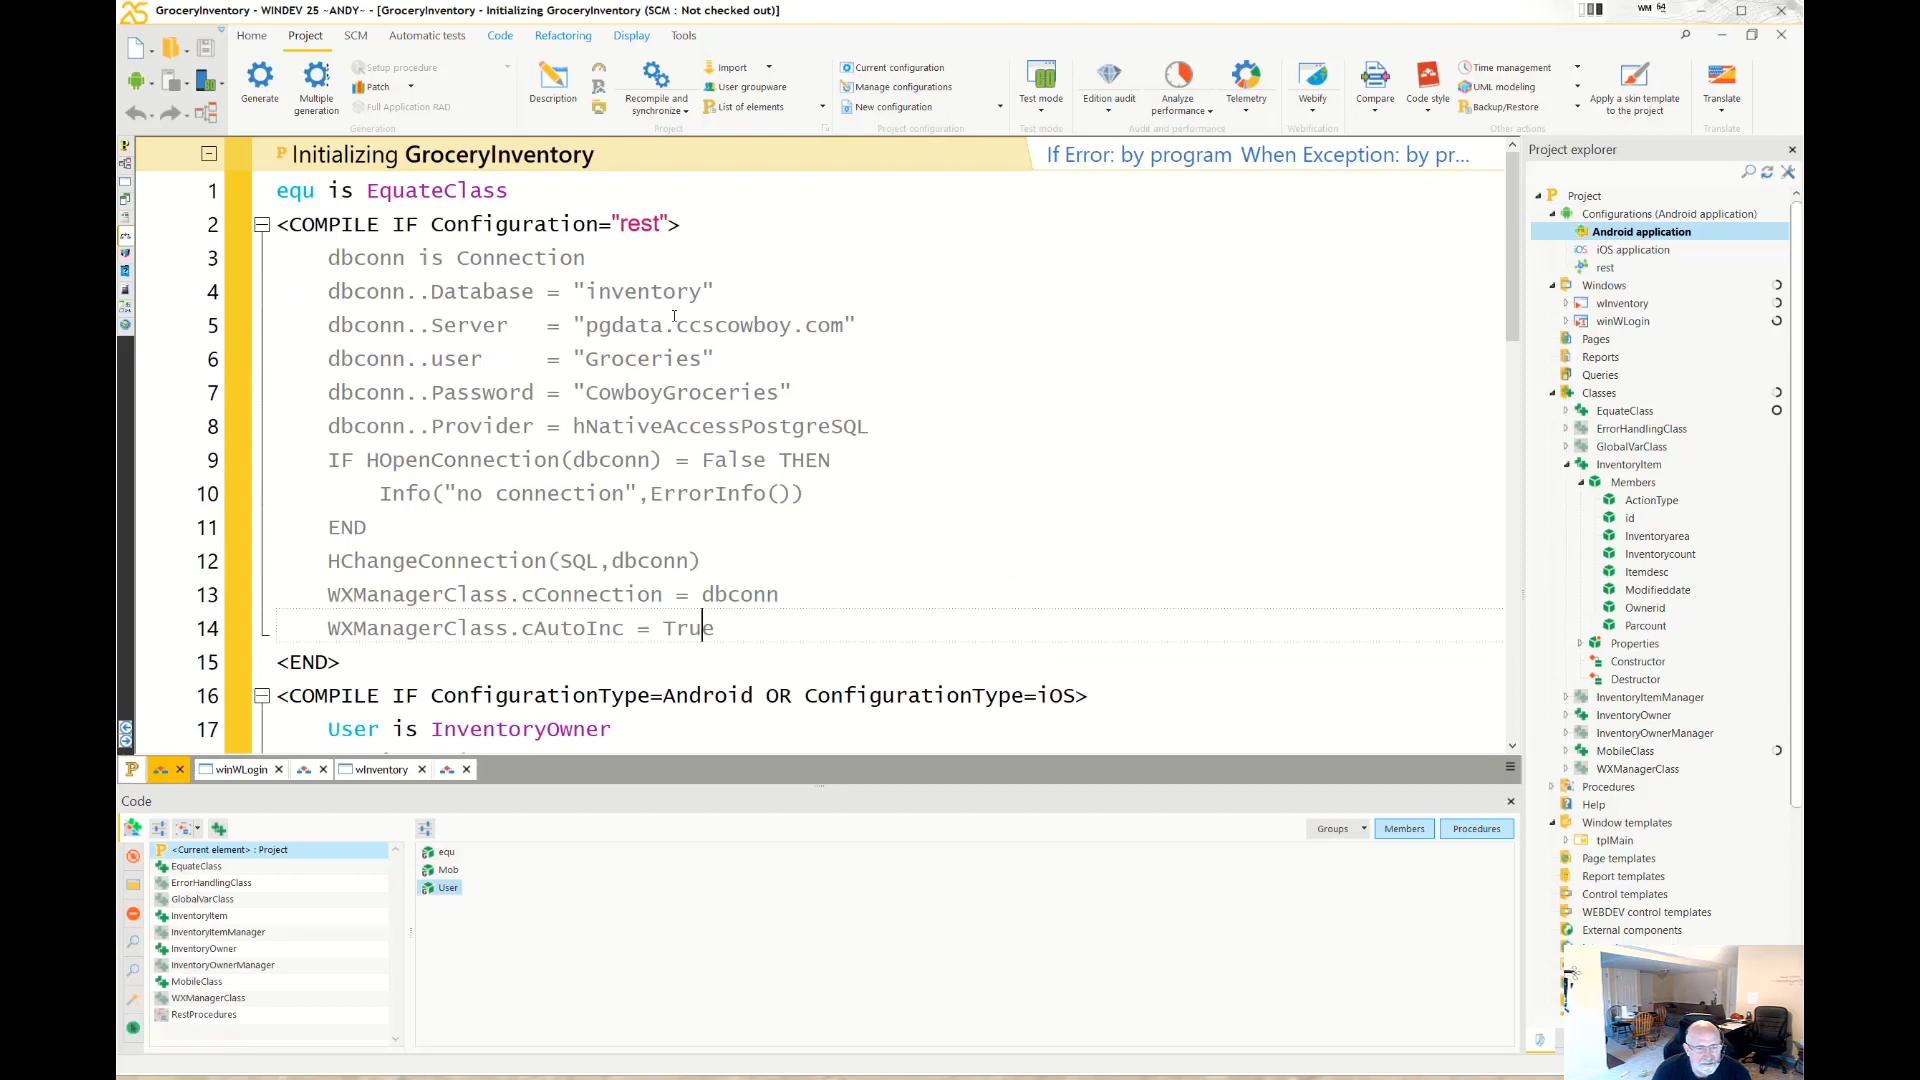 GroceryInventory - WINDEV 25 ~ANDY~ - [GroceryInventory - Initializing GroceryInventory (SCM : Not checked out)]
WM 64
Home Project SCM Automatic tests Code Refactoring Display Tools
Generate
Multiple generation
Setup procedure
Patch
Full Application RAD
Generation
Description
Recompile and synchronize
Import
User groupware
List of elements
Project
Current configuration
Manage configurations
New configuration
Project configuration
Test mode
Test mode
Edition audit
Analyze performance
Telemetry
Audit and performance
Webify
Webification
Compare
Code style
Time management
UML modeling
Backup/Restore
Apply a skin template to the project
Other actions
Translate
Translate
Initializing GroceryInventory
If Error: by program When Exception: by pr...
1 equ is EquateClass
2 <COMPILE IF Configuration="rest">
3 dbconn is Connection
4 dbconn..Database = "inventory"
5 dbconn..Server = "pgdata.ccscowboy.com"
6 dbconn..user = "Groceries"
7 dbconn..Password = "CowboyGroceries"
8 dbconn..Provider = hNativeAccessPostgreSQL
9 IF HOpenConnection(dbconn) = False THEN
10 Info("no connection",ErrorInfo())
11 END
12 HChangeConnection(SQL,dbconn)
13 WXManagerClass.cConnection = dbconn
14 WXManagerClass.cAutoInc = True
15 <END>
16 <COMPILE IF ConfigurationType=Android OR ConfigurationType=iOS>
17 User is InventoryOwner
winWLogin
wInventory
Code
<Current element> : Project
EquateClass
ErrorHandlingClass
GlobalVarClass
InventoryItem
InventoryItemManager
InventoryOwner
InventoryOwnerManager
MobileClass
WXManagerClass
RestProcedures
Groups Members Procedures
equ
Mob
User
Project explorer
Project
Configurations (Android application)
Android application
iOS application
rest
Windows
wInventory
winWLogin
Pages
Reports
Queries
Classes
EquateClass
ErrorHandlingClass
GlobalVarClass
InventoryItem
Members
ActionType
id
Inventoryarea
Inventorycount
Itemdesc
Modifieddate
Ownerid
Parcount
Properties
Constructor
Destructor
InventoryItemManager
InventoryOwner
InventoryOwnerManager
MobileClass
WXManagerClass
Procedures
Help
Window templates
tplMain
Page templates
Report templates
Control templates
WEBDEV control templates
External components